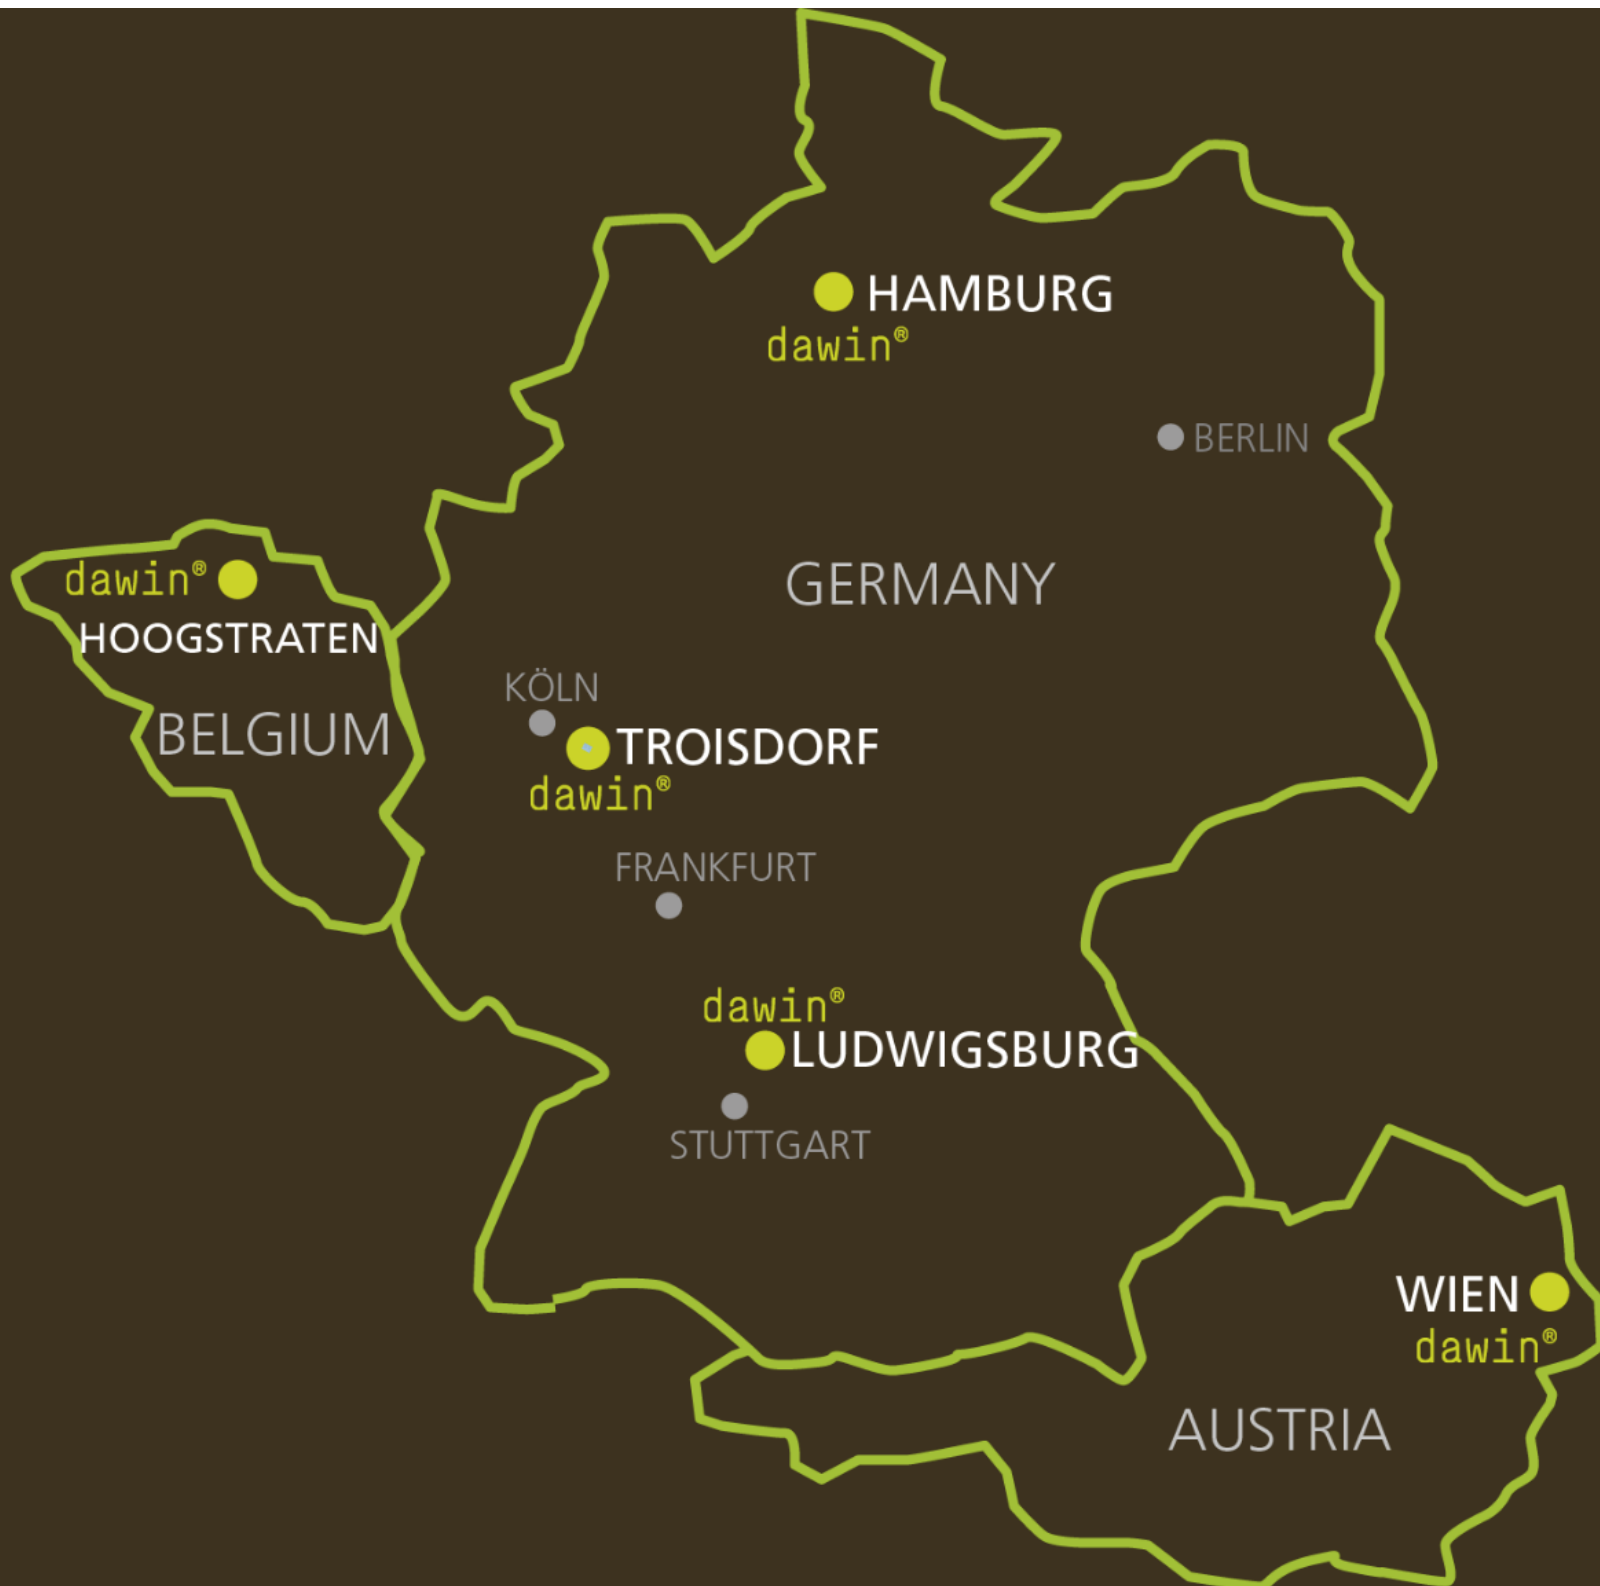 HAMBURG
dawin®
BERLIN
dawin®
HOOGSTRATEN
GERMANY
BELGIUM
KÖLN
TROISDORF
dawin®
FRANKFURT
dawin®
LUDWIGSBURG
STUTTGART
WIEN
dawin®
AUSTRIA